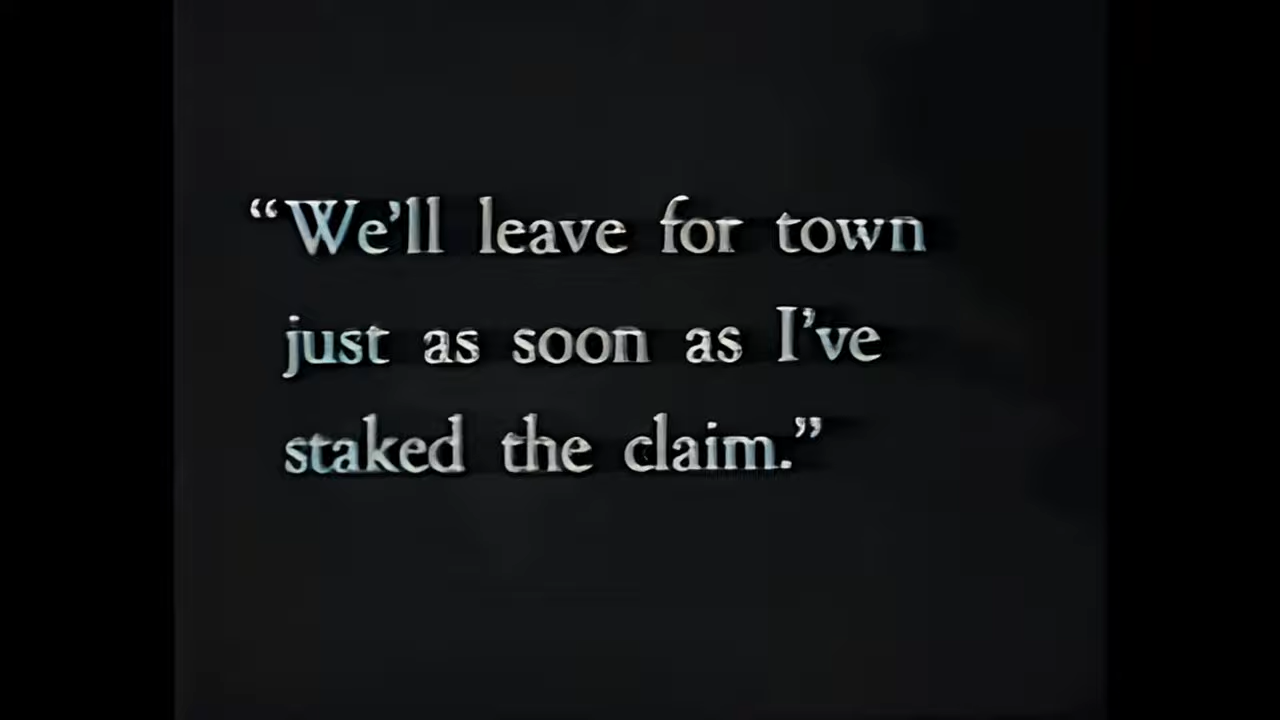 “We’ll leave for town
just as soon as I’ve
staked the claim.”